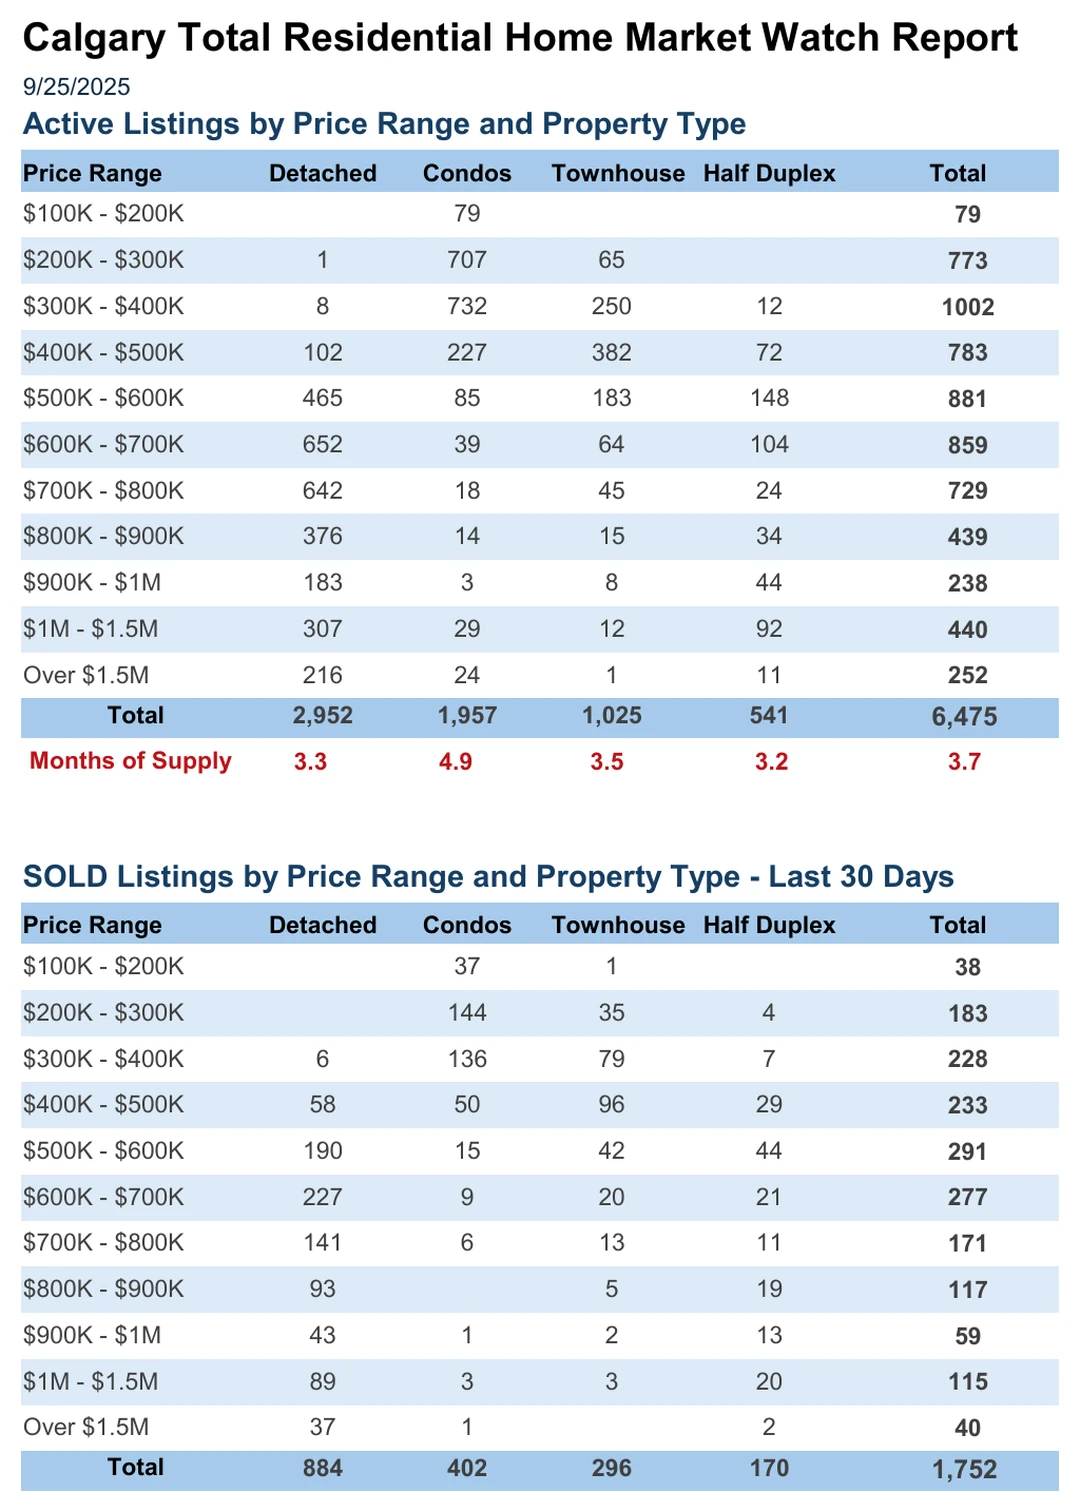 Calgary Total Residential Home Market Watch Report
9/25/2025
Active Listings by Price Range and Property Type
Price Range Detached Condos Townhouse Half Duplex Total
$100K - $200K 79 79
$200K - $300K 1 707 65 773
$300K - $400K 8 732 250 12 1002
$400K - $500K 102 227 382 72 783
$500K - $600K 465 85 183 148 881
$600K - $700K 652 39 64 104 859
$700K - $800K 642 18 45 24 729
$800K - $900K 376 14 15 34 439
$900K - $1M 183 3 8 44 238
$1M - $1.5M 307 29 12 92 440
Over $1.5M 216 24 1 11 252
Total 2,952 1,957 1,025 541 6,475
Months of Supply 3.3 4.9 3.5 3.2 3.7
SOLD Listings by Price Range and Property Type - Last 30 Days
Price Range Detached Condos Townhouse Half Duplex Total
$100K - $200K 37 1 38
$200K - $300K 144 35 4 183
$300K - $400K 6 136 79 7 228
$400K - $500K 58 50 96 29 233
$500K - $600K 190 15 42 44 291
$600K - $700K 227 9 20 21 277
$700K - $800K 141 6 13 11 171
$800K - $900K 93 5 19 117
$900K - $1M 43 1 2 13 59
$1M - $1.5M 89 3 3 20 115
Over $1.5M 37 1 2 40
Total 884 402 296 170 1,752